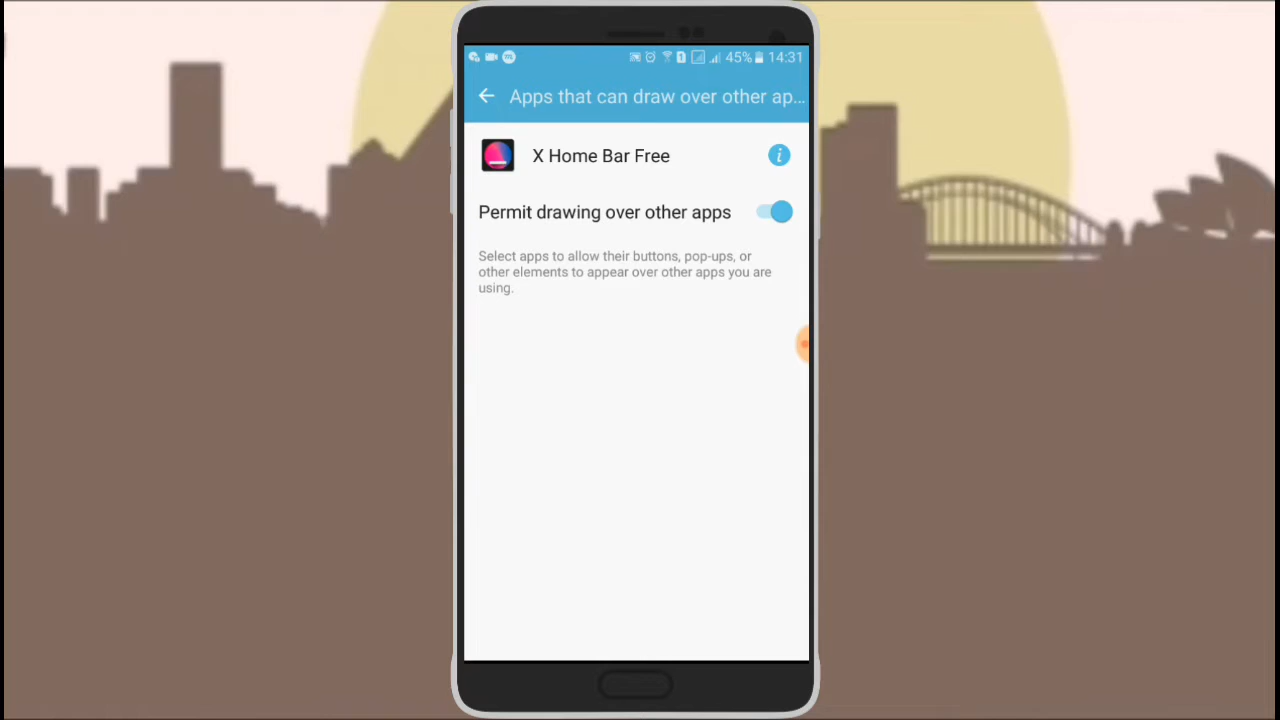 45% 14:31
Apps that can draw over other ap...
X Home Bar Free
Permit drawing over other apps
Select apps to allow their buttons, pop-ups, or
other elements to appear over other apps you are
using.